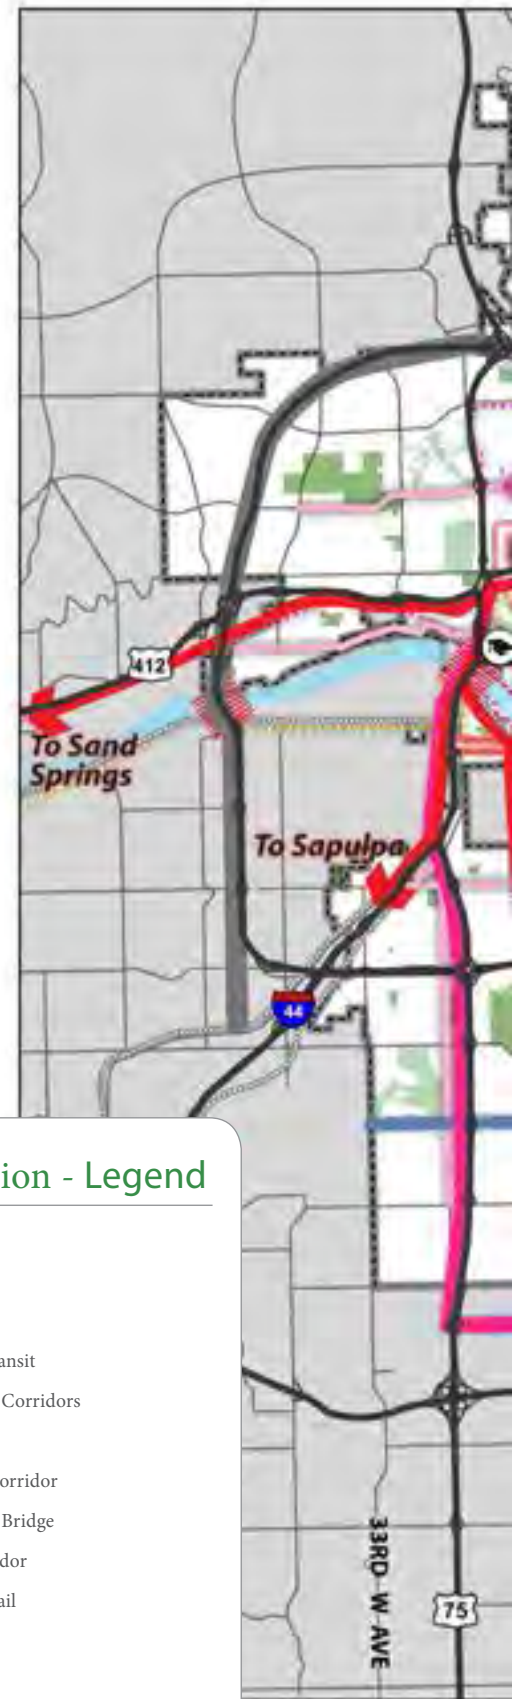 412
To Sand
Springs
To Sapulpa
44
ion - Legend
ansit
Corridors
orridor
Bridge
dor
ail
33RD W AVE
75